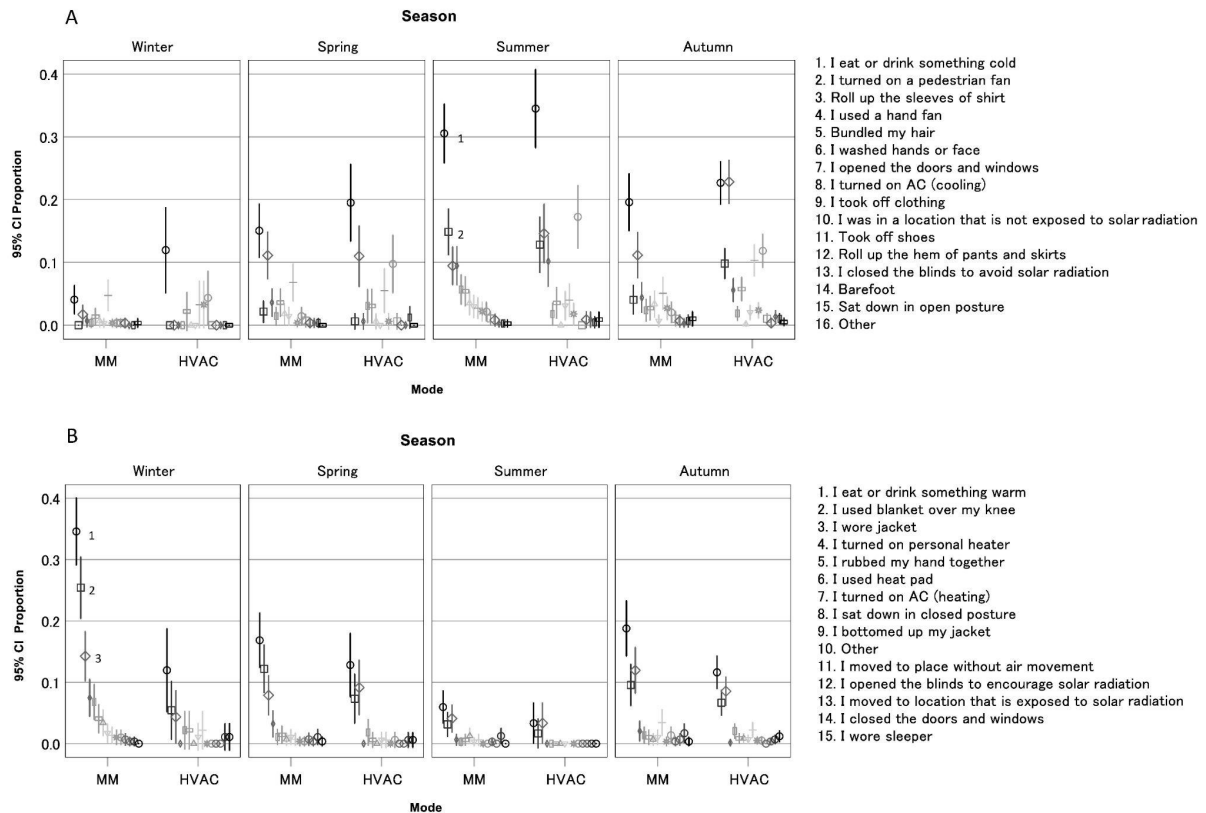 A
Season
Winter
Spring
Summer
Autumn
95% CI Proportion
0.4
0.3
0.2
0.1
0.0
1
2
MM
HVAC
MM
HVAC
MM
HVAC
MM
HVAC
Mode
1. I eat or drink something cold
2. I turned on a pedestrian fan
3. Roll up the sleeves of shirt
4. I used a hand fan
5. Bundled my hair
6. I washed hands or face
7. I opened the doors and windows
8. I turned on AC (cooling)
9. I took off clothing
10. I was in a location that is not exposed to solar radiation
11. Took off shoes
12. Roll up the hem of pants and skirts
13. I closed the blinds to avoid solar radiation
14. Barefoot
15. Sat down in open posture
16. Other
B
Season
Winter
Spring
Summer
Autumn
95% CI Proportion
0.4
0.3
0.2
0.1
0.0
1
2
3
MM
HVAC
MM
HVAC
MM
HVAC
MM
HVAC
Mode
1. I eat or drink something warm
2. I used blanket over my knee
3. I wore jacket
4. I turned on personal heater
5. I rubbed my hand together
6. I used heat pad
7. I turned on AC (heating)
8. I sat down in closed posture
9. I bottomed up my jacket
10. Other
11. I moved to place without air movement
12. I opened the blinds to encourage solar radiation
13. I moved to location that is exposed to solar radiation
14. I closed the doors and windows
15. I wore sleeper